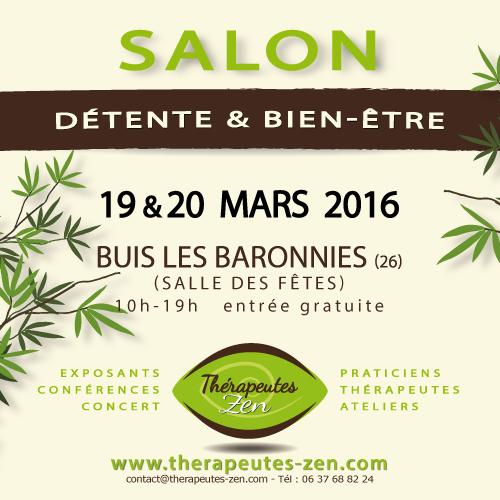 SALON
DÉTENTE & BIEN-ÊTRE
19 & 20 MARS 2016
BUIS LES BARONNIES (26)
(SALLE DES FÊTES)
10h-19h entrée gratuite
EXPOSANTS
CONFÉRENCES
CONCERT
Thérapeutes
Zen
PRATICIENS
THÉRAPEUTES
ATELIERS
www.therapeutes-zen.com
contact@therapeutes-zen.com - Tél : 06 37 68 82 24